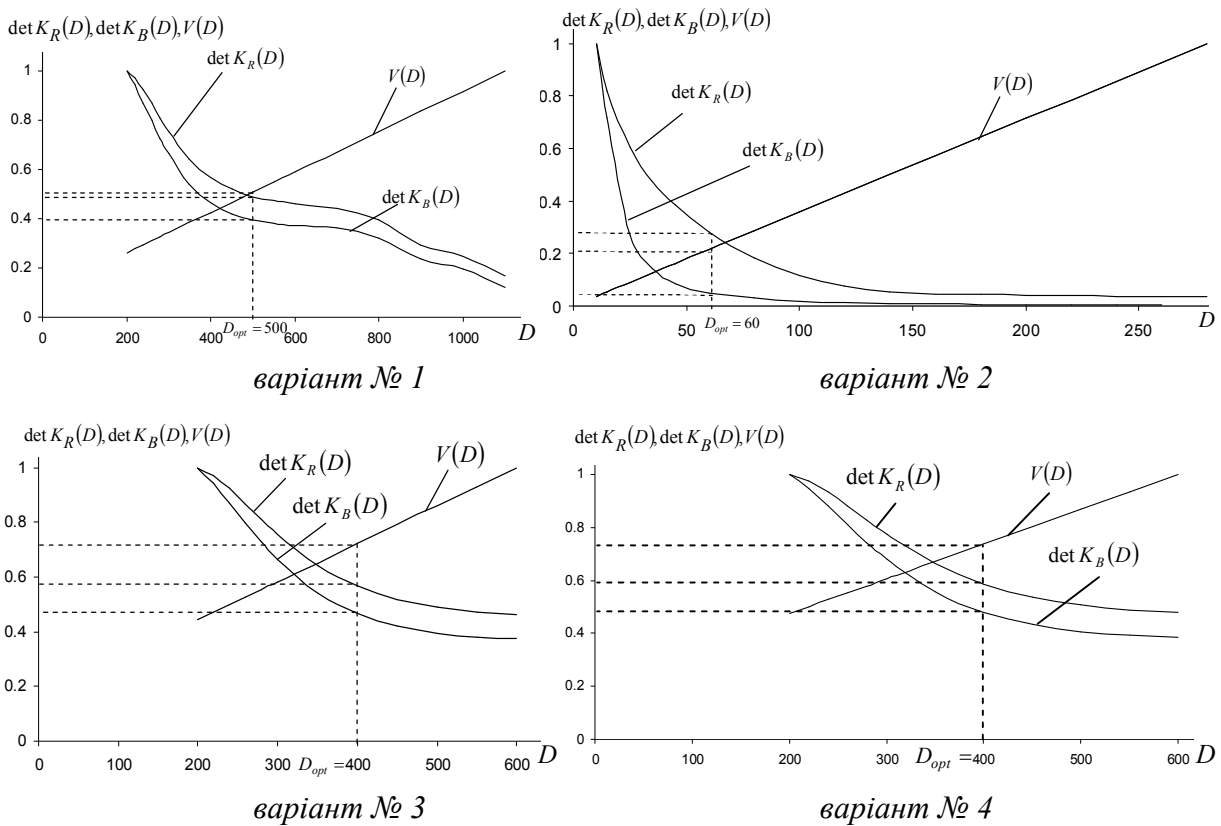 det K_R(D), det K_B(D), V(D)
det K_R(D)
V(D)
det K_B(D)
1
0.8
0.6
0.4
0.2
0
0 200 400 600 800 1000 D
D_opt = 500
варіант № 1
det K_R(D), det K_B(D), V(D)
V(D)
det K_R(D)
det K_B(D)
1
0.8
0.6
0.4
0.2
0
0 50 100 150 200 250 D
D_opt = 60
варіант № 2
det K_R(D), det K_B(D), V(D)
det K_R(D)
V(D)
det K_B(D)
1
0.8
0.6
0.4
0.2
0
0 100 200 300 D_opt = 400 500 600 D
варіант № 3
det K_R(D), det K_B(D), V(D)
det K_R(D)
V(D)
det K_B(D)
1
0.8
0.6
0.4
0.2
0
0 100 200 300 D_opt = 400 500 600 D
варіант № 4